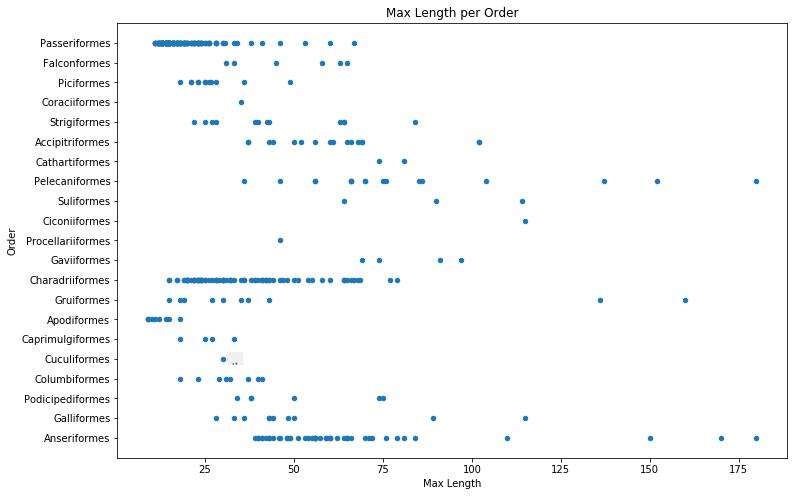 Max Length per Order
Passeriformes
Falconformes
Piciformes
Coraciiformes
Strigiformes
Accipitriformes
Cathartiformes
Pelecaniformes
Suliformes
Ciconiiformes
Procellariiformes
Gaviiformes
Charadriiformes
Gruiformes
Apodiformes
Caprimulgiformes
Cuculiformes
Columbiformes
Podicipediformes
Galliformes
Anseriformes
Order
25 50 75 100 125 150 175
Max Length